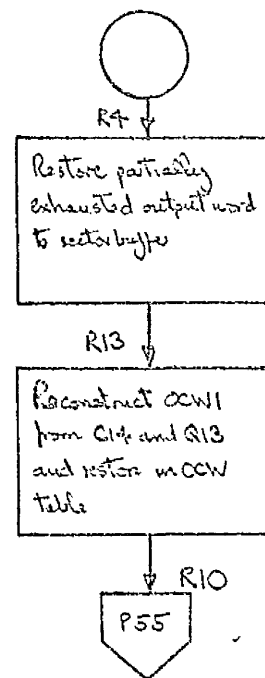 R4
Restore partially
exhausted output word
to sector buffer
R13
Reconstruct OCW1
from C14 and Q13
and restore in OCW
table
R10
P55